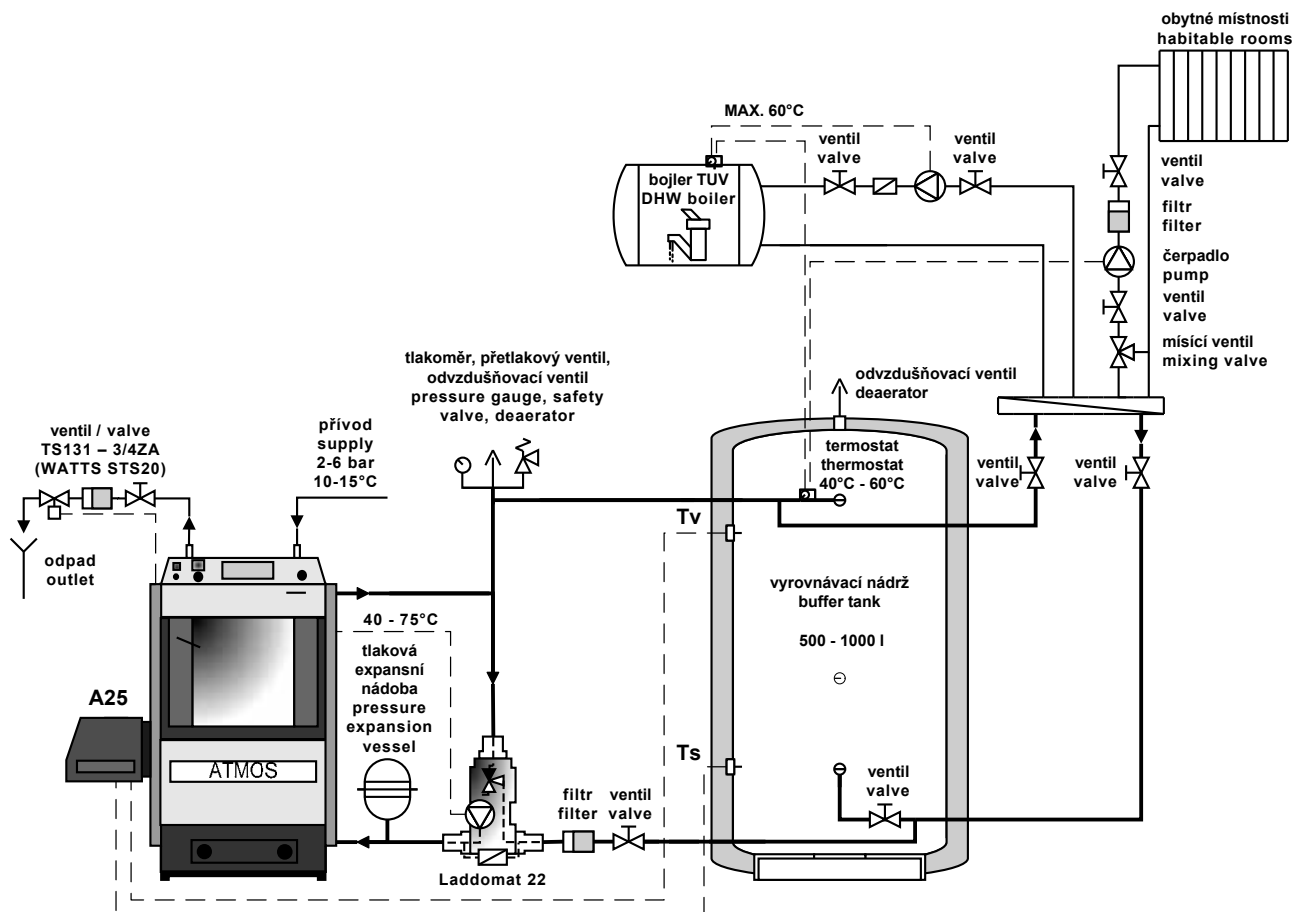 obytné místnosti
habitable rooms
MAX. 60°C
ventil
valve
ventil
valve
bojler TUV
DHW boiler
ventil
valve
filtr
filter
čerpadlo
pump
ventil
valve
mísící ventil
mixing valve
tlakoměr, přetlakový ventil,
odvzdušňovací ventil
pressure gauge, safety
valve, deaerator
odvzdušňovací ventil
deaerator
ventil / valve
TS131 – 3/4ZA
(WATTS STS20)
přívod
supply
2-6 bar
10-15°C
termostat
thermostat
40°C - 60°C
ventil
valve
ventil
valve
odpad
outlet
Tv
vyrovnávací nádrž
buffer tank
500 - 1000 l
40 - 75°C
tlaková
expansní
nádoba
pressure
expansion
vessel
A25
ATMOS
Ts
filtr
filter
ventil
valve
ventil
valve
Laddomat 22